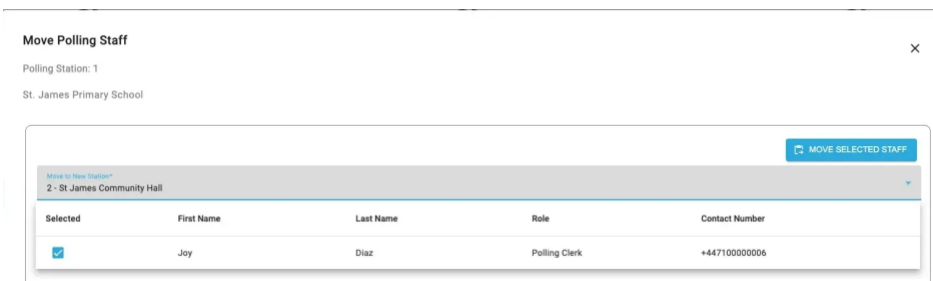 Move Polling Staff
Polling Station: 1
St. James Primary School
MOVE SELECTED STAFF
Move to New Station*
2 - St James Community Hall
Selected First Name Last Name Role Contact Number
Joy Diaz Polling Clerk +447100000006